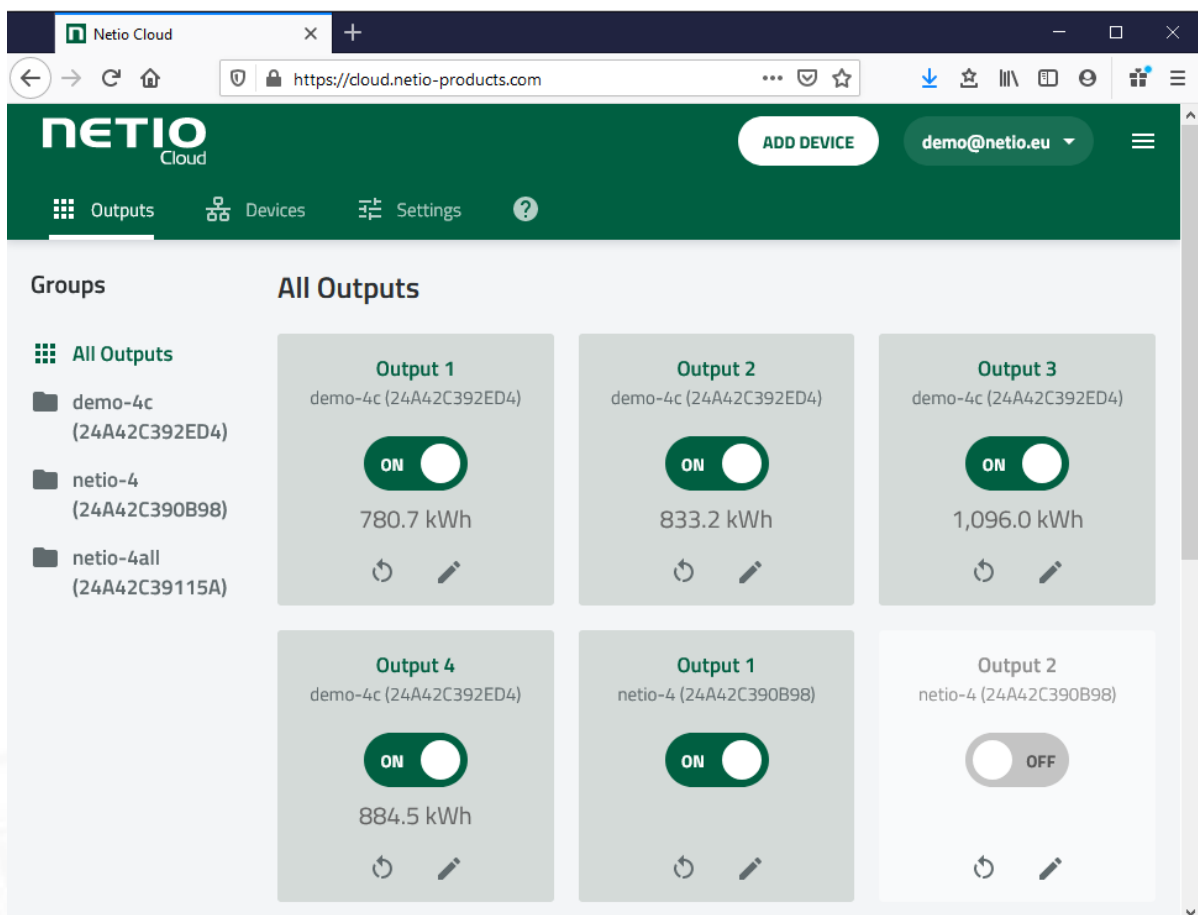 Netio Cloud
https://cloud.netio-products.com
NETIO
Cloud
ADD DEVICE
demo@netio.eu
Outputs
Devices
Settings
?
Groups
All Outputs
demo-4c
(24A42C392ED4)
netio-4
(24A42C390B98)
netio-4all
(24A42C39115A)
All Outputs
Output 1
demo-4c (24A42C392ED4)
ON
780.7 kWh
Output 2
demo-4c (24A42C392ED4)
ON
833.2 kWh
Output 3
demo-4c (24A42C392ED4)
ON
1,096.0 kWh
Output 4
demo-4c (24A42C392ED4)
ON
884.5 kWh
Output 1
netio-4 (24A42C390B98)
ON
Output 2
netio-4 (24A42C390B98)
OFF